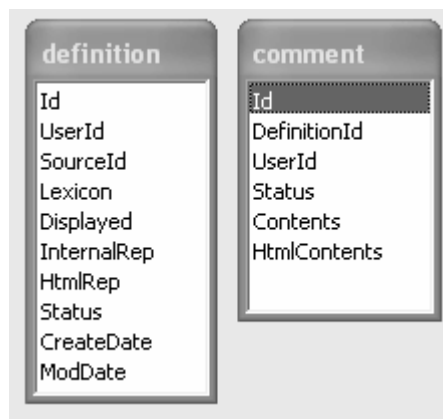 definition
Id
UserId
SourceId
Lexicon
Displayed
InternalRep
HtmlRep
Status
CreateDate
ModDate
comment
Id
DefinitionId
UserId
Status
Contents
HtmlContents